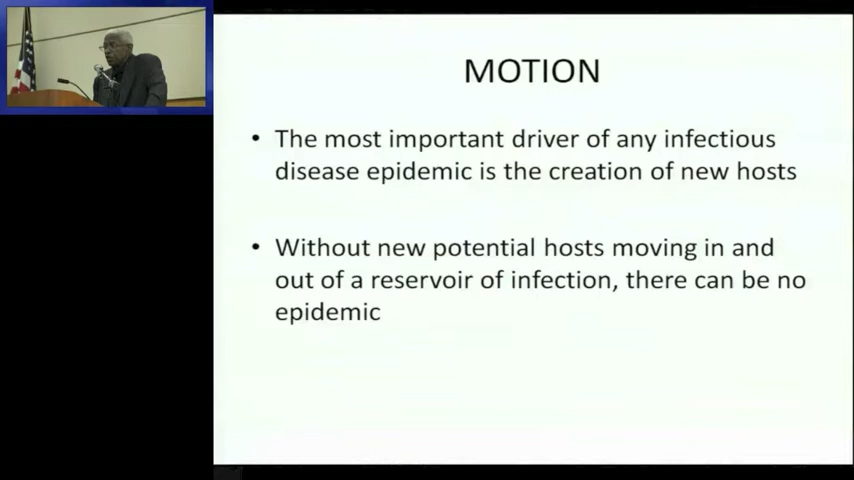 MOTION
• The most important driver of any infectious
disease epidemic is the creation of new hosts
• Without new potential hosts moving in and
out of a reservoir of infection, there can be no
epidemic